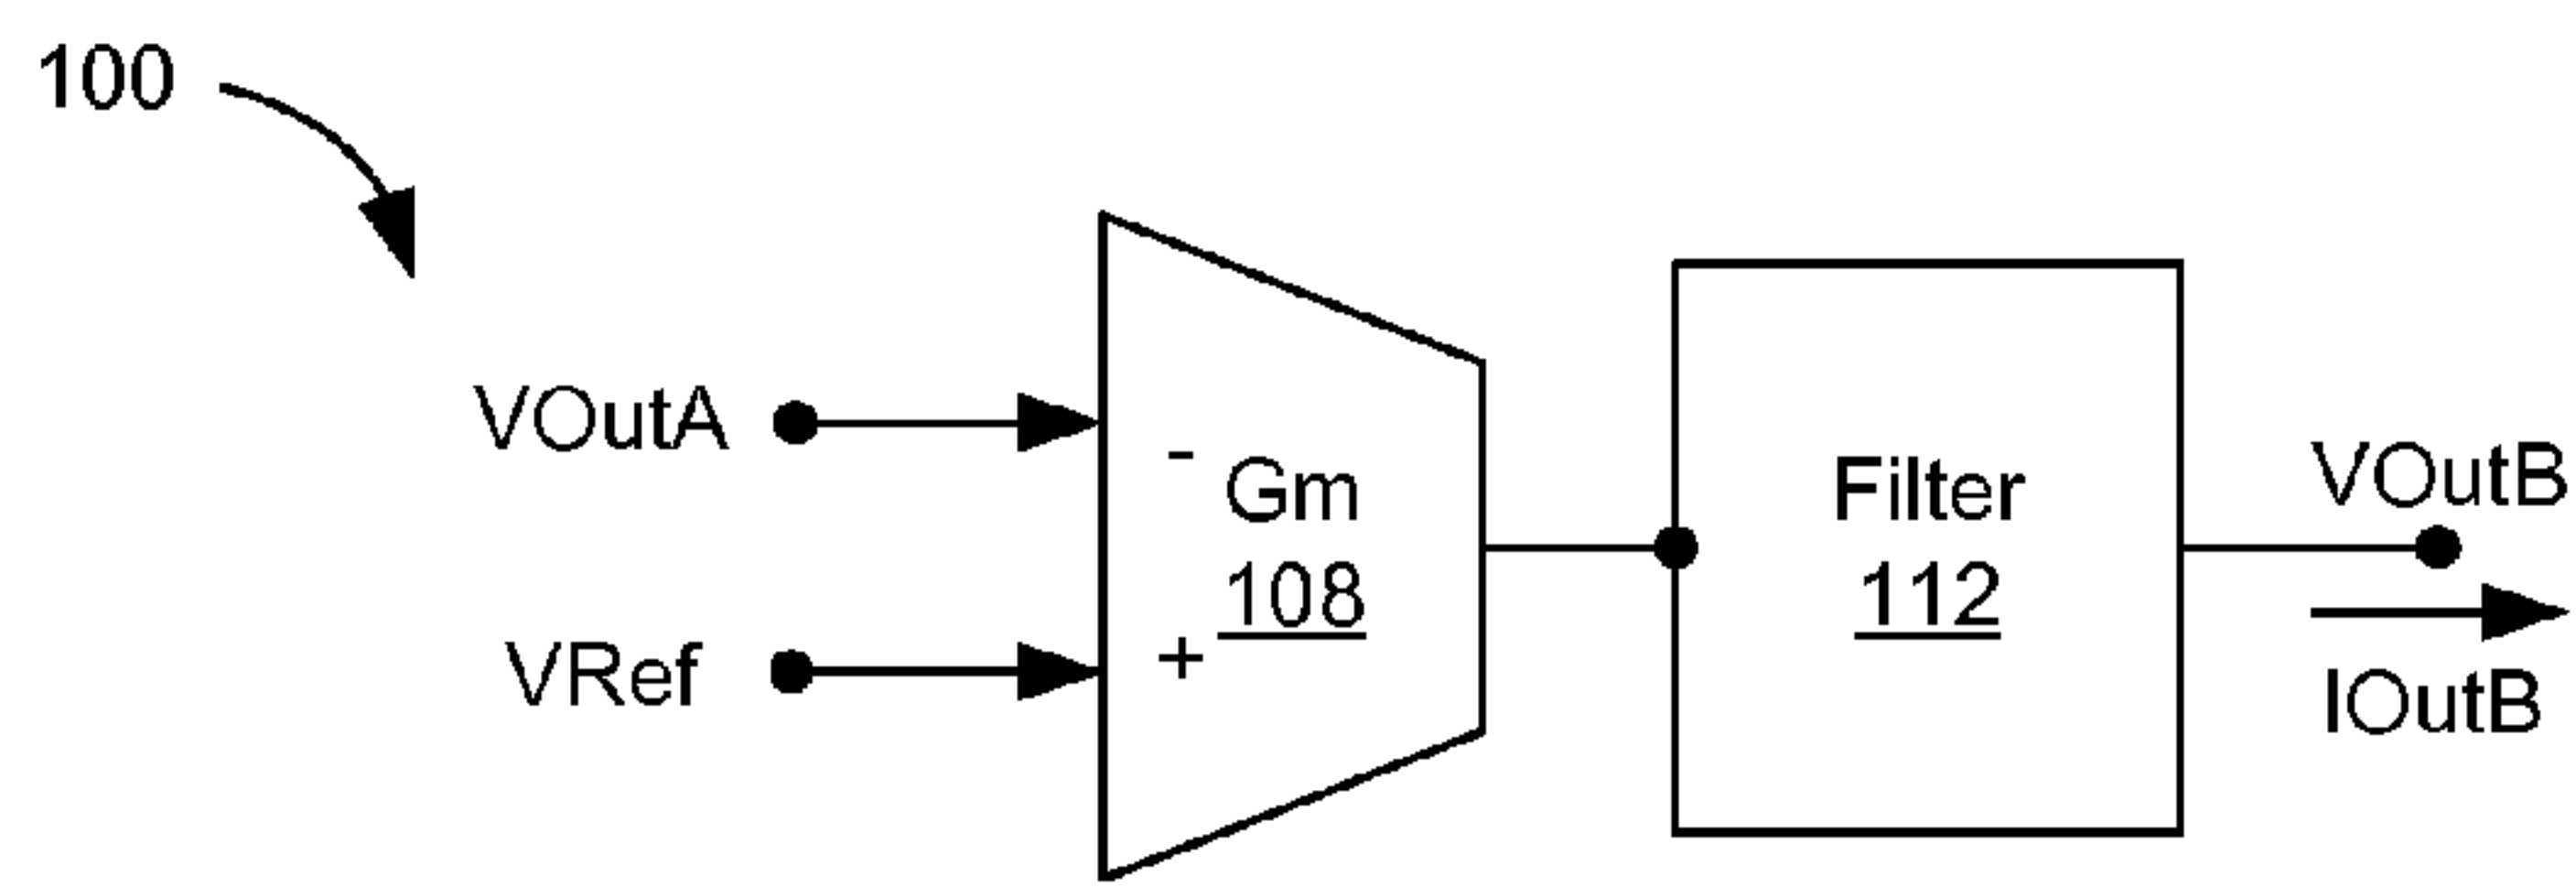 100
VOutA
VRef
-
+
Gm
108
Filter
112
VOutB
IOutB